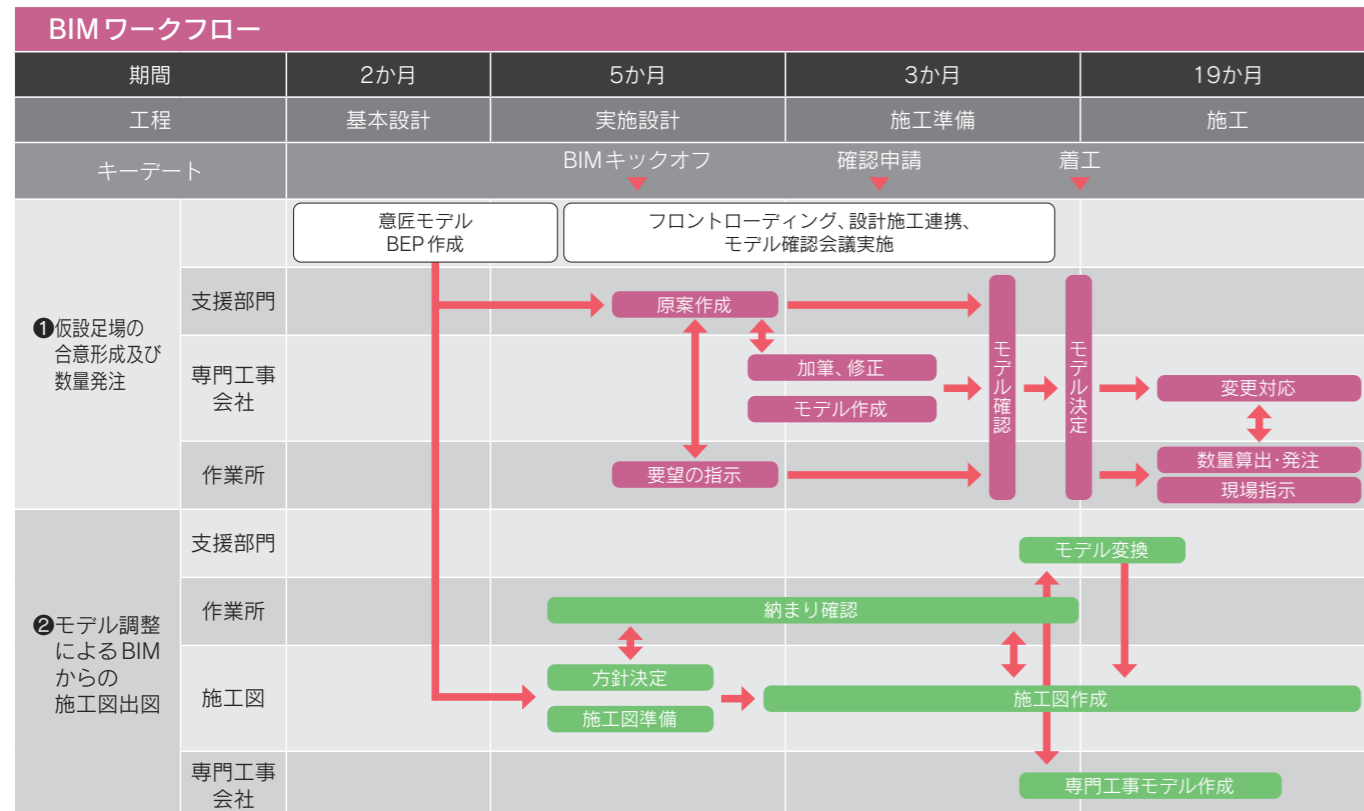 BIMワークフロー
期間
2か月
5か月
3か月
19か月
工程
基本設計
実施設計
施工準備
施工
キーデート
BIMキックオフ
確認申請
着工
意匠モデル
BEP作成
フロントローディング、設計施工連携、
モデル確認会議実施
❶仮設足場の
合意形成及び
数量発注
支援部門
原案作成
専門工事
会社
加筆、修正
モデル作成
モデル確認
モデル決定
変更対応
作業所
要望の指示
数量算出・発注
現場指示
❷モデル調整
によるBIM
からの
施工図出図
支援部門
モデル変換
作業所
納まり確認
施工図
方針決定
施工図準備
施工図作成
専門工事
会社
専門工事モデル作成